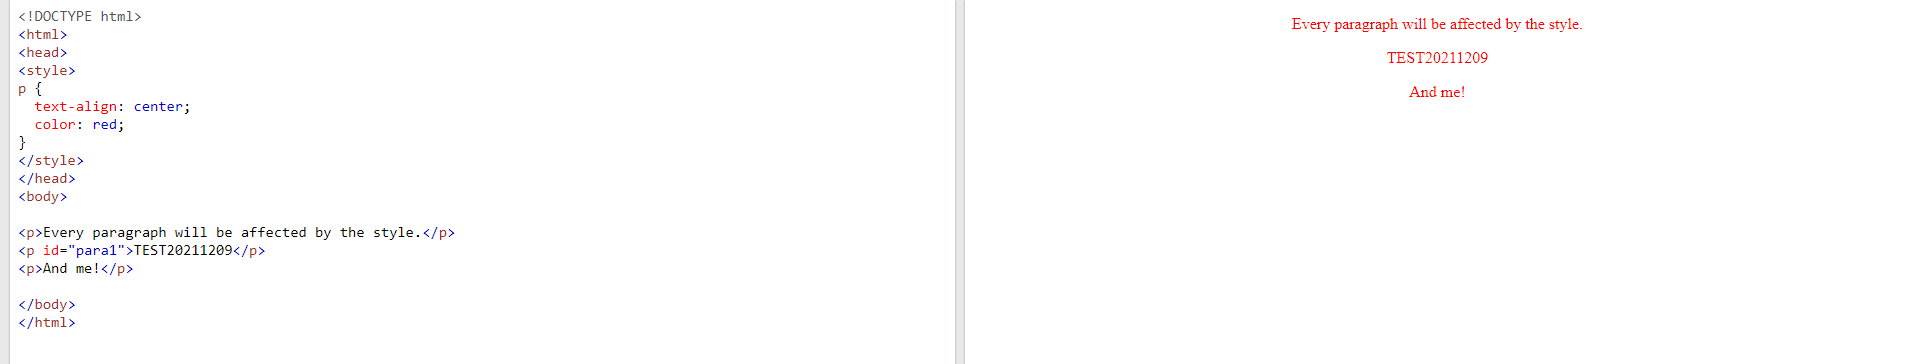 <!DOCTYPE html>
<html>
<head>
<style>
p {
  text-align: center;
  color: red;
}
</style>
</head>
<body>

<p>Every paragraph will be affected by the style.</p>
<p id="para1">TEST20211209</p>
<p>And me!</p>

</body>
</html>
Every paragraph will be affected by the style.
TEST20211209
And me!